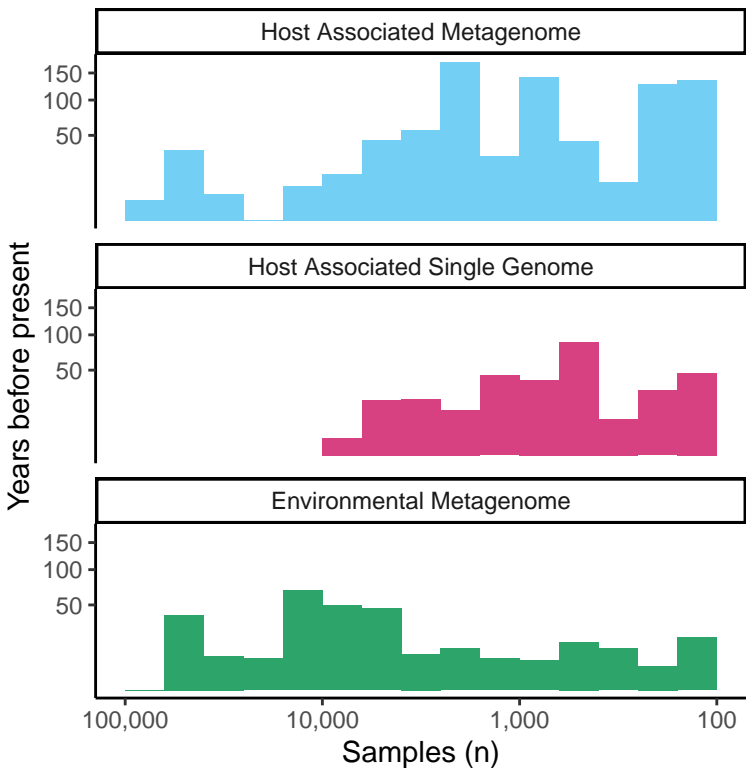 Host Associated Metagenome
150
100
50
Host Associated Single Genome
150
100
50
Years before present
Environmental Metagenome
150
100
50
100,000 10,000 1,000 100
Samples (n)